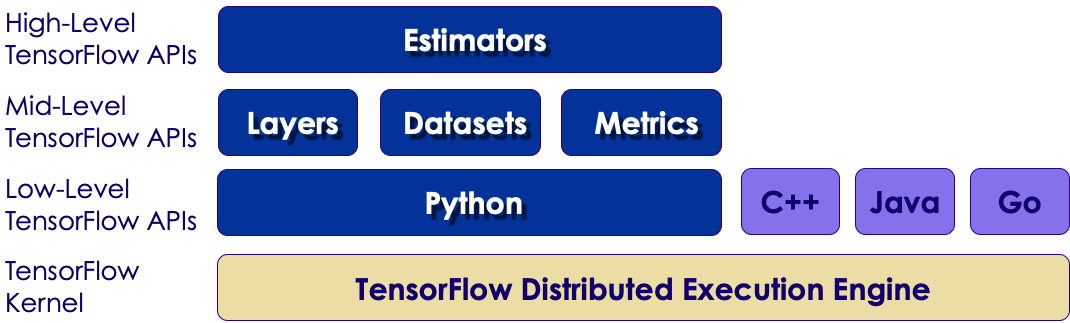 High-Level
TensorFlow APIs
Estimators
Mid-Level
TensorFlow APIs
Layers
Datasets
Metrics
Low-Level
TensorFlow APIs
Python
C++
Java
Go
TensorFlow
Kernel
TensorFlow Distributed Execution Engine